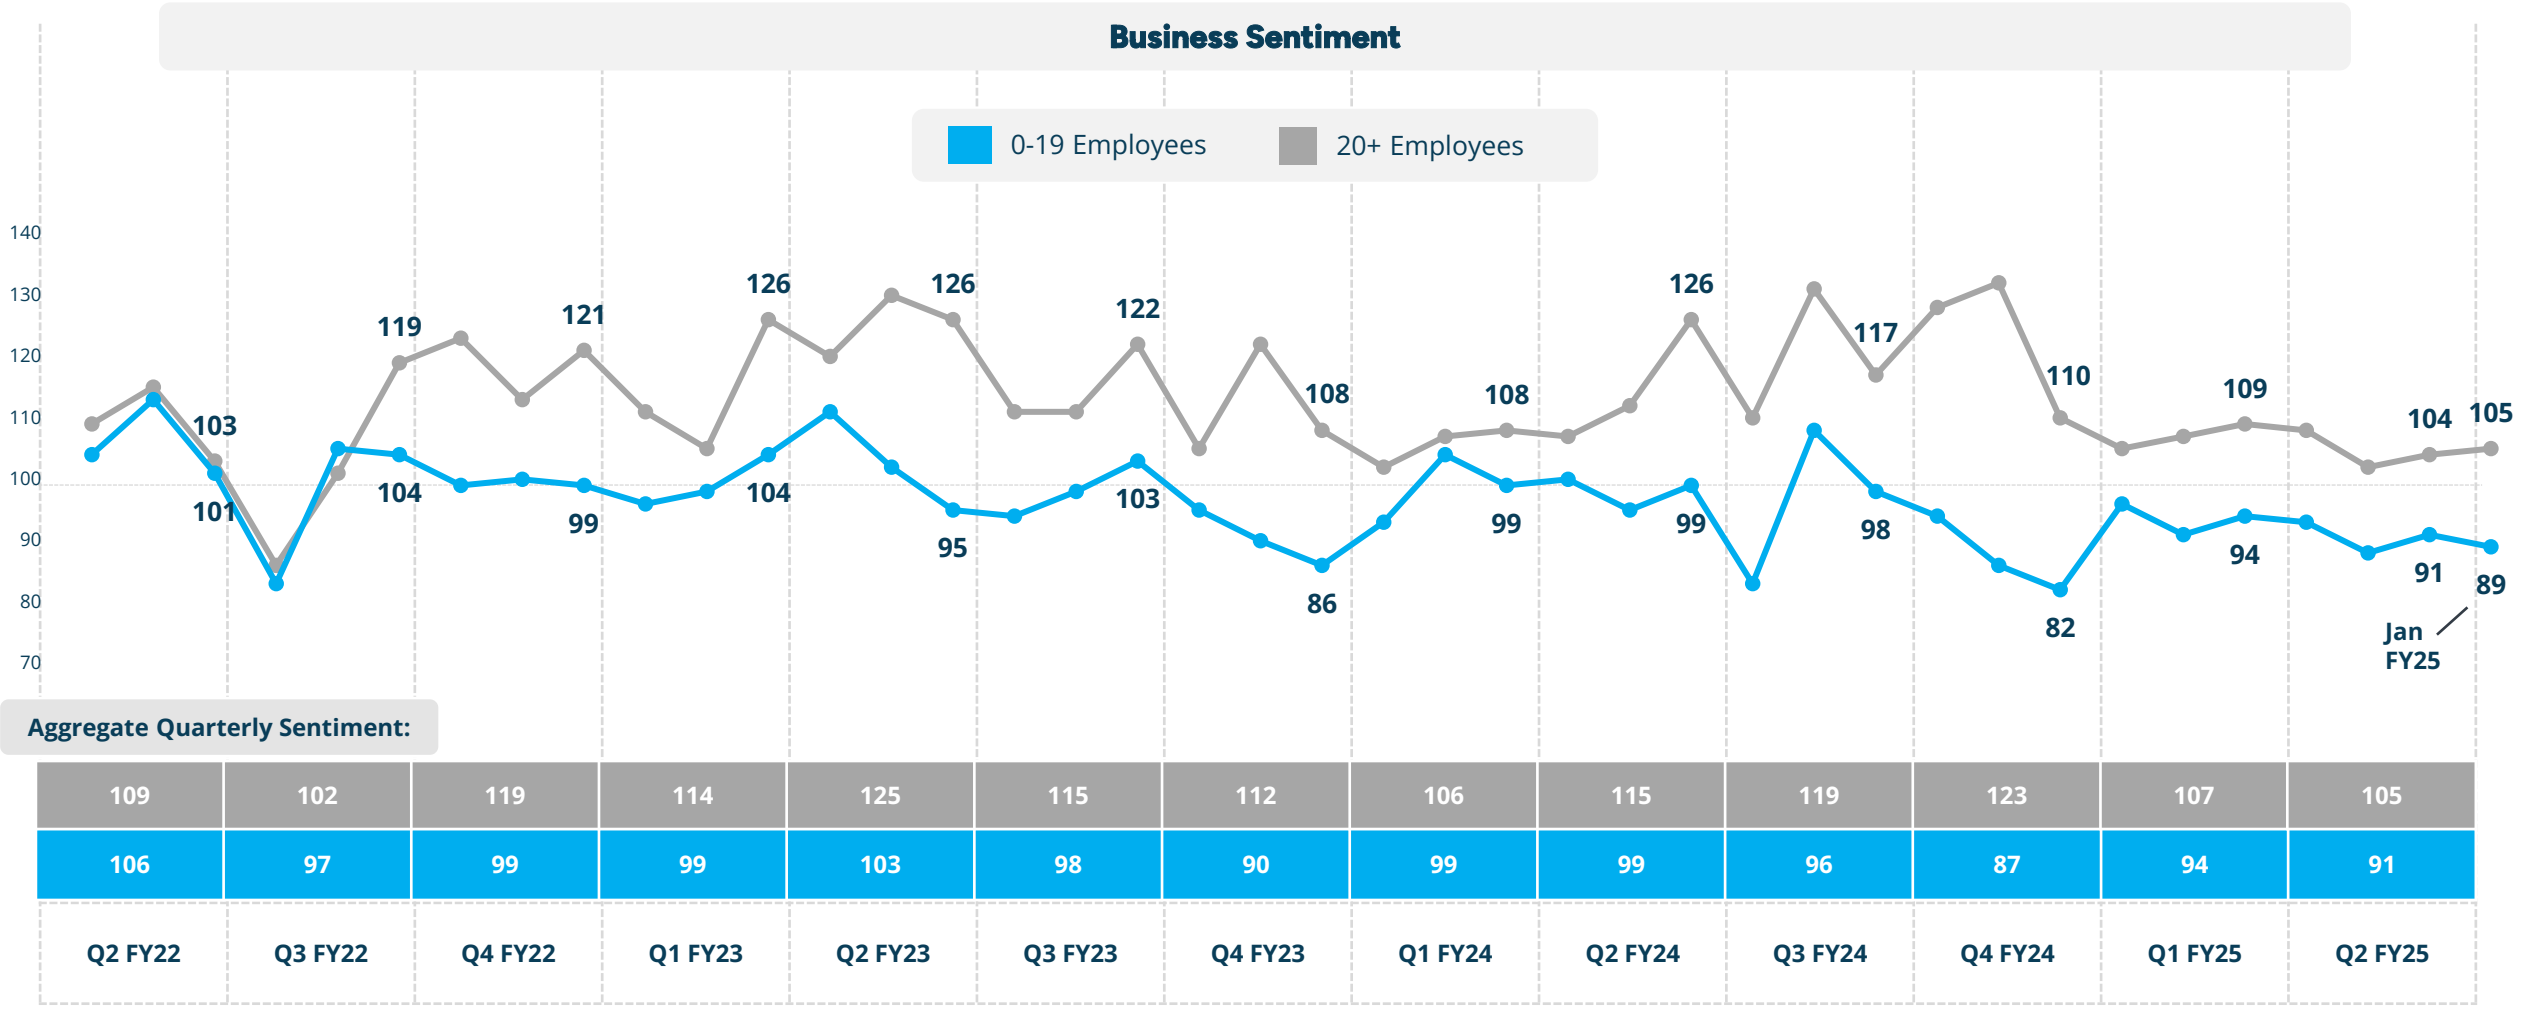 Business Sentiment
0-19 Employees 20+ Employees
140
130
120
110
100
90
80
70
103 119 121 126 126 122 108 108 126 117 110 109 104 105
101 104 99 104 95 103 86 99 99 98 82 94 91 89
Jan
FY25
Aggregate Quarterly Sentiment:
109 102 119 114 125 115 112 106 115 119 123 107 105
106 97 99 99 103 98 90 99 99 96 87 94 91
Q2 FY22 Q3 FY22 Q4 FY22 Q1 FY23 Q2 FY23 Q3 FY23 Q4 FY23 Q1 FY24 Q2 FY24 Q3 FY24 Q4 FY24 Q1 FY25 Q2 FY25